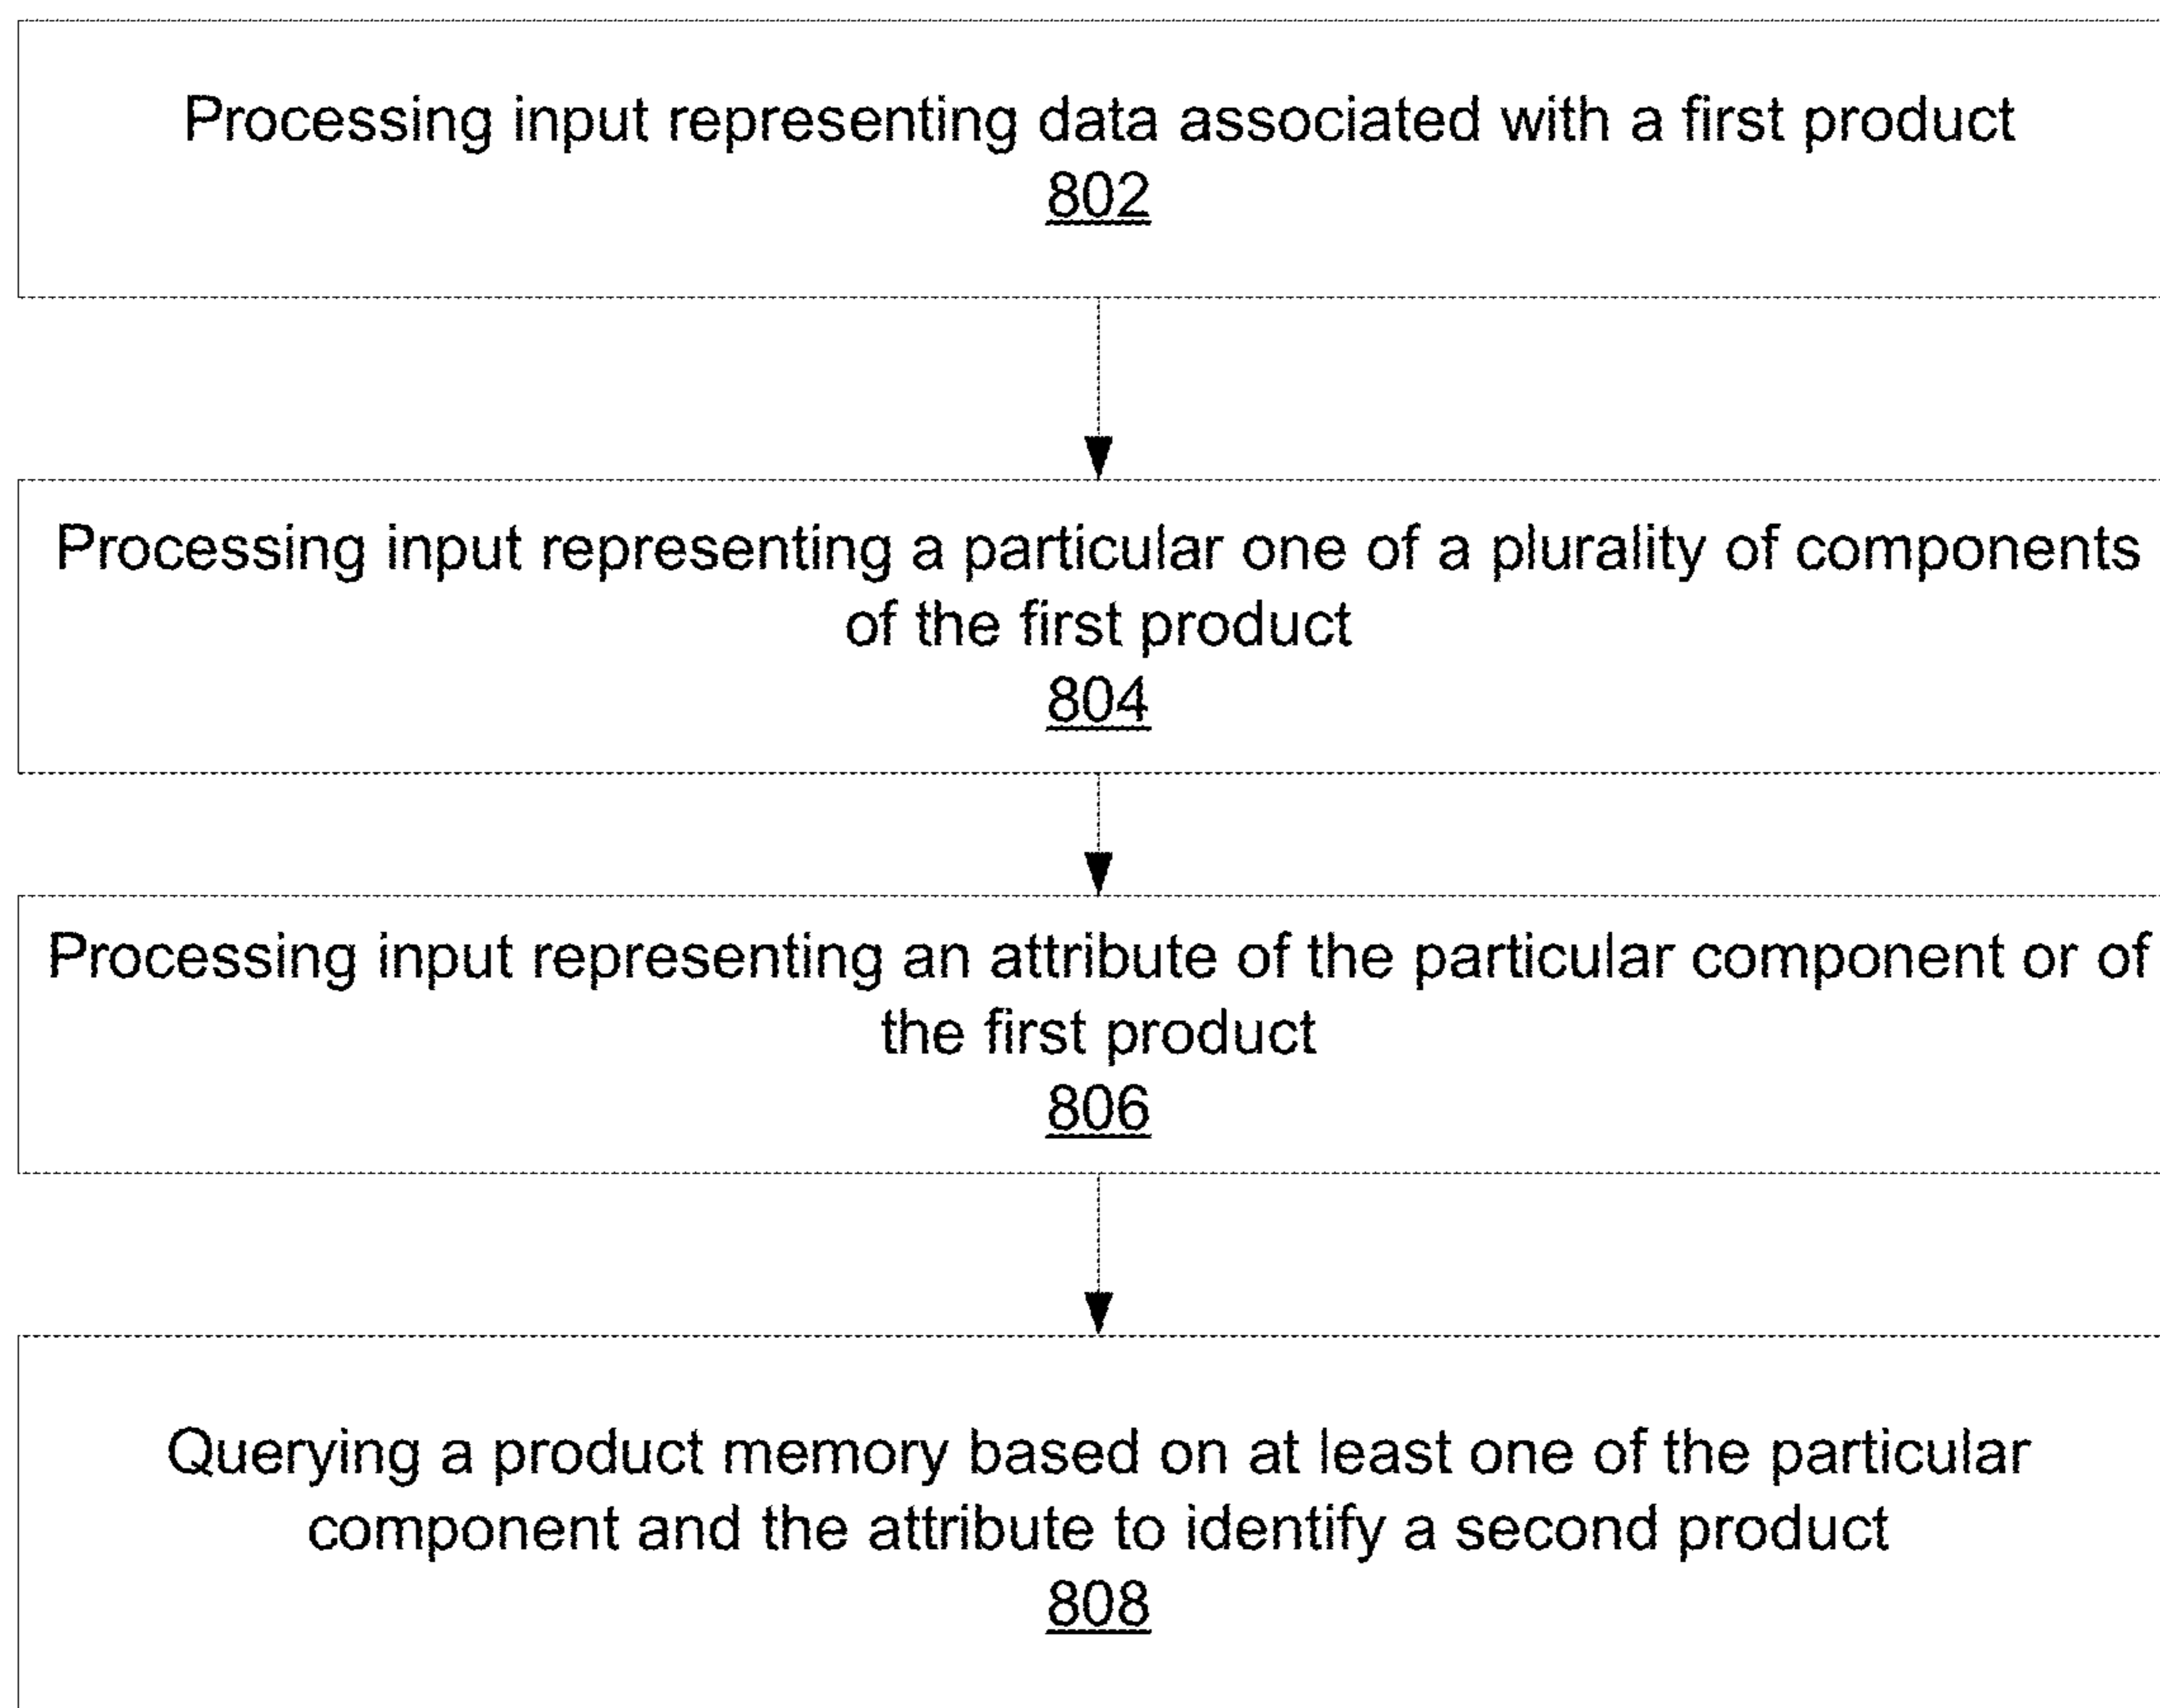 Processing input representing data associated with a first product
802
Processing input representing a particular one of a plurality of components
of the first product
804
Processing input representing an attribute of the particular component or of
the first product
806
Querying a product memory based on at least one of the particular
component and the attribute to identify a second product
808